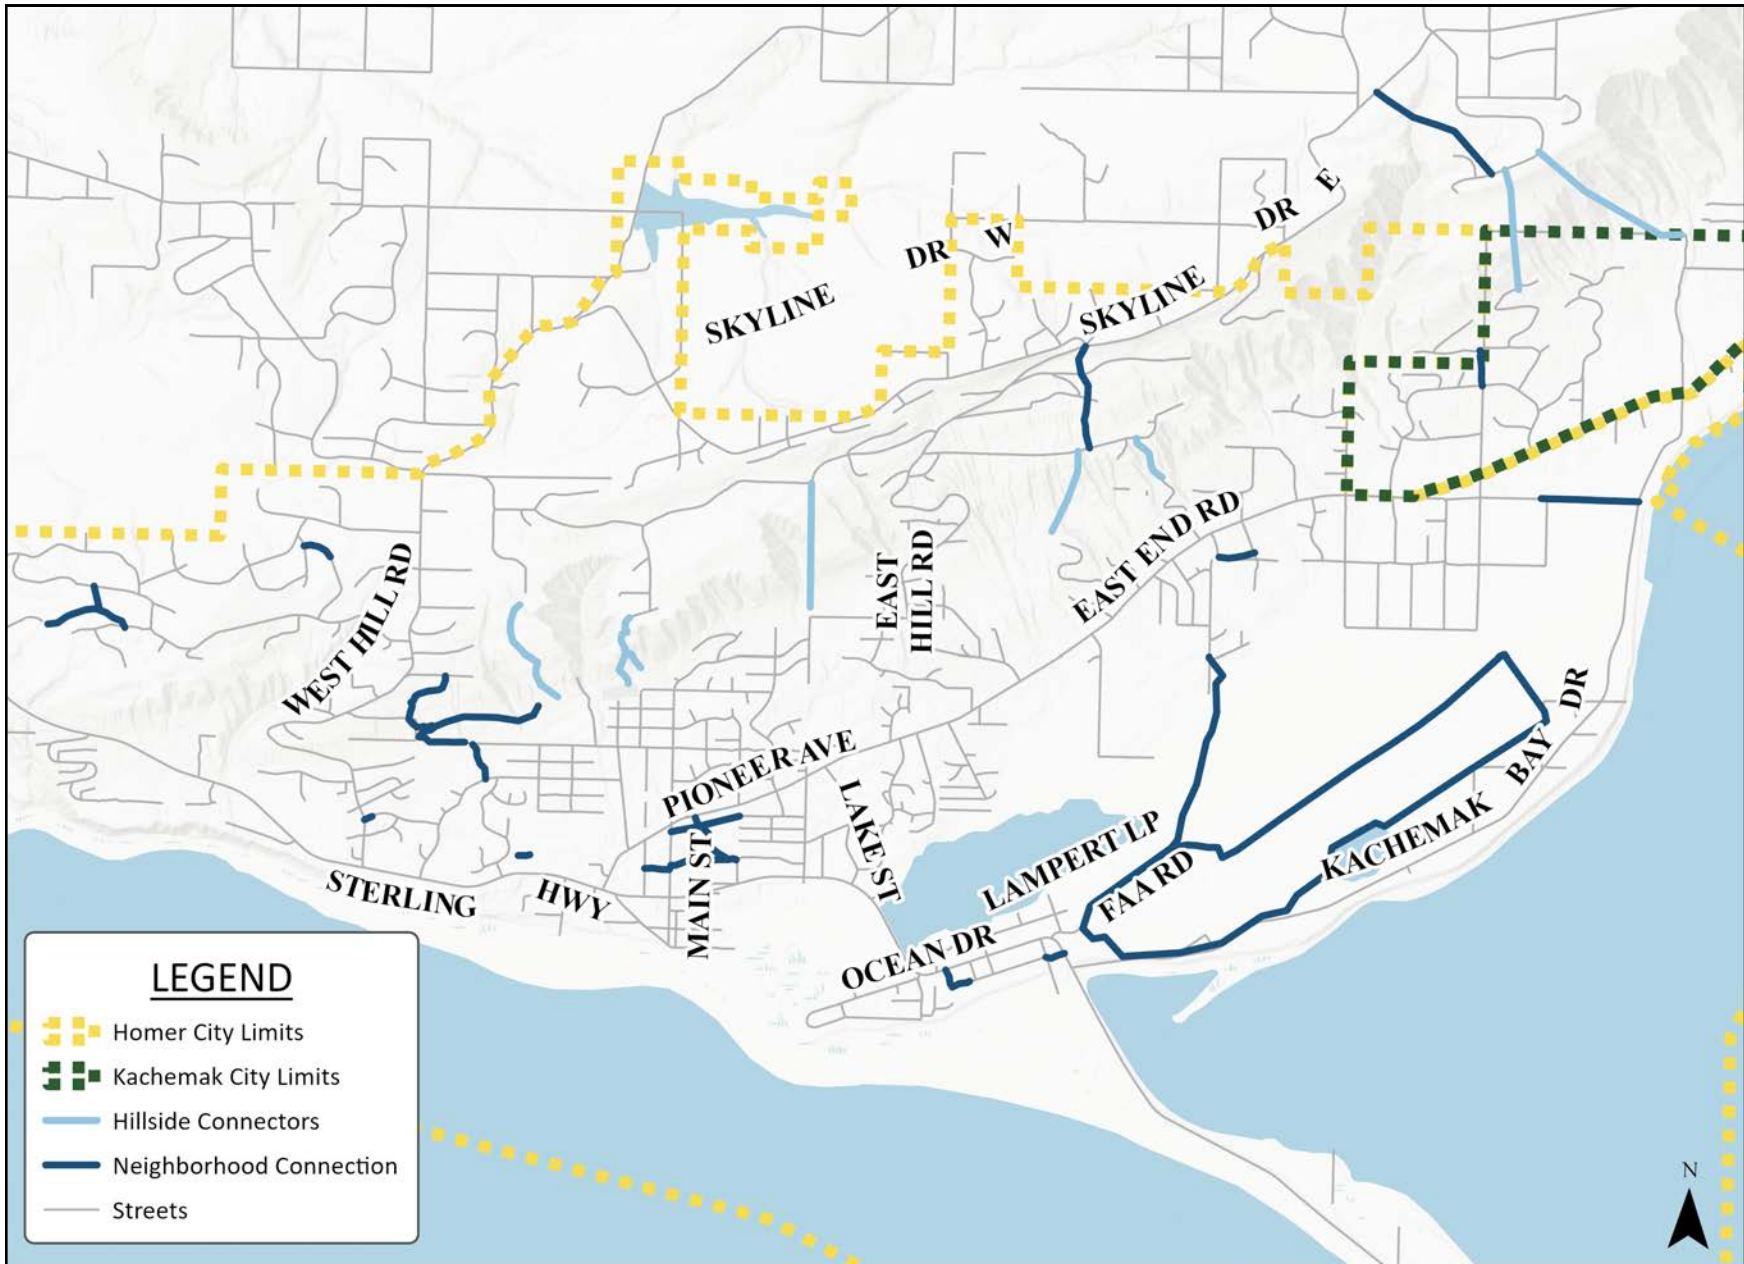 E
DR
W
DR
SKYLINE
SKYLINE
EAST END RD
EAST
HILL RD
WEST HILL RD
DR
BAY
KACHEMAK
PIONEER AVE
LAKE ST
LAMPERT LP
FAA RD
MAIN ST
STERLING
HWY
OCEAN DR
LEGEND
Homer City Limits
Kachemak City Limits
Hillside Connectors
Neighborhood Connection
Streets
N